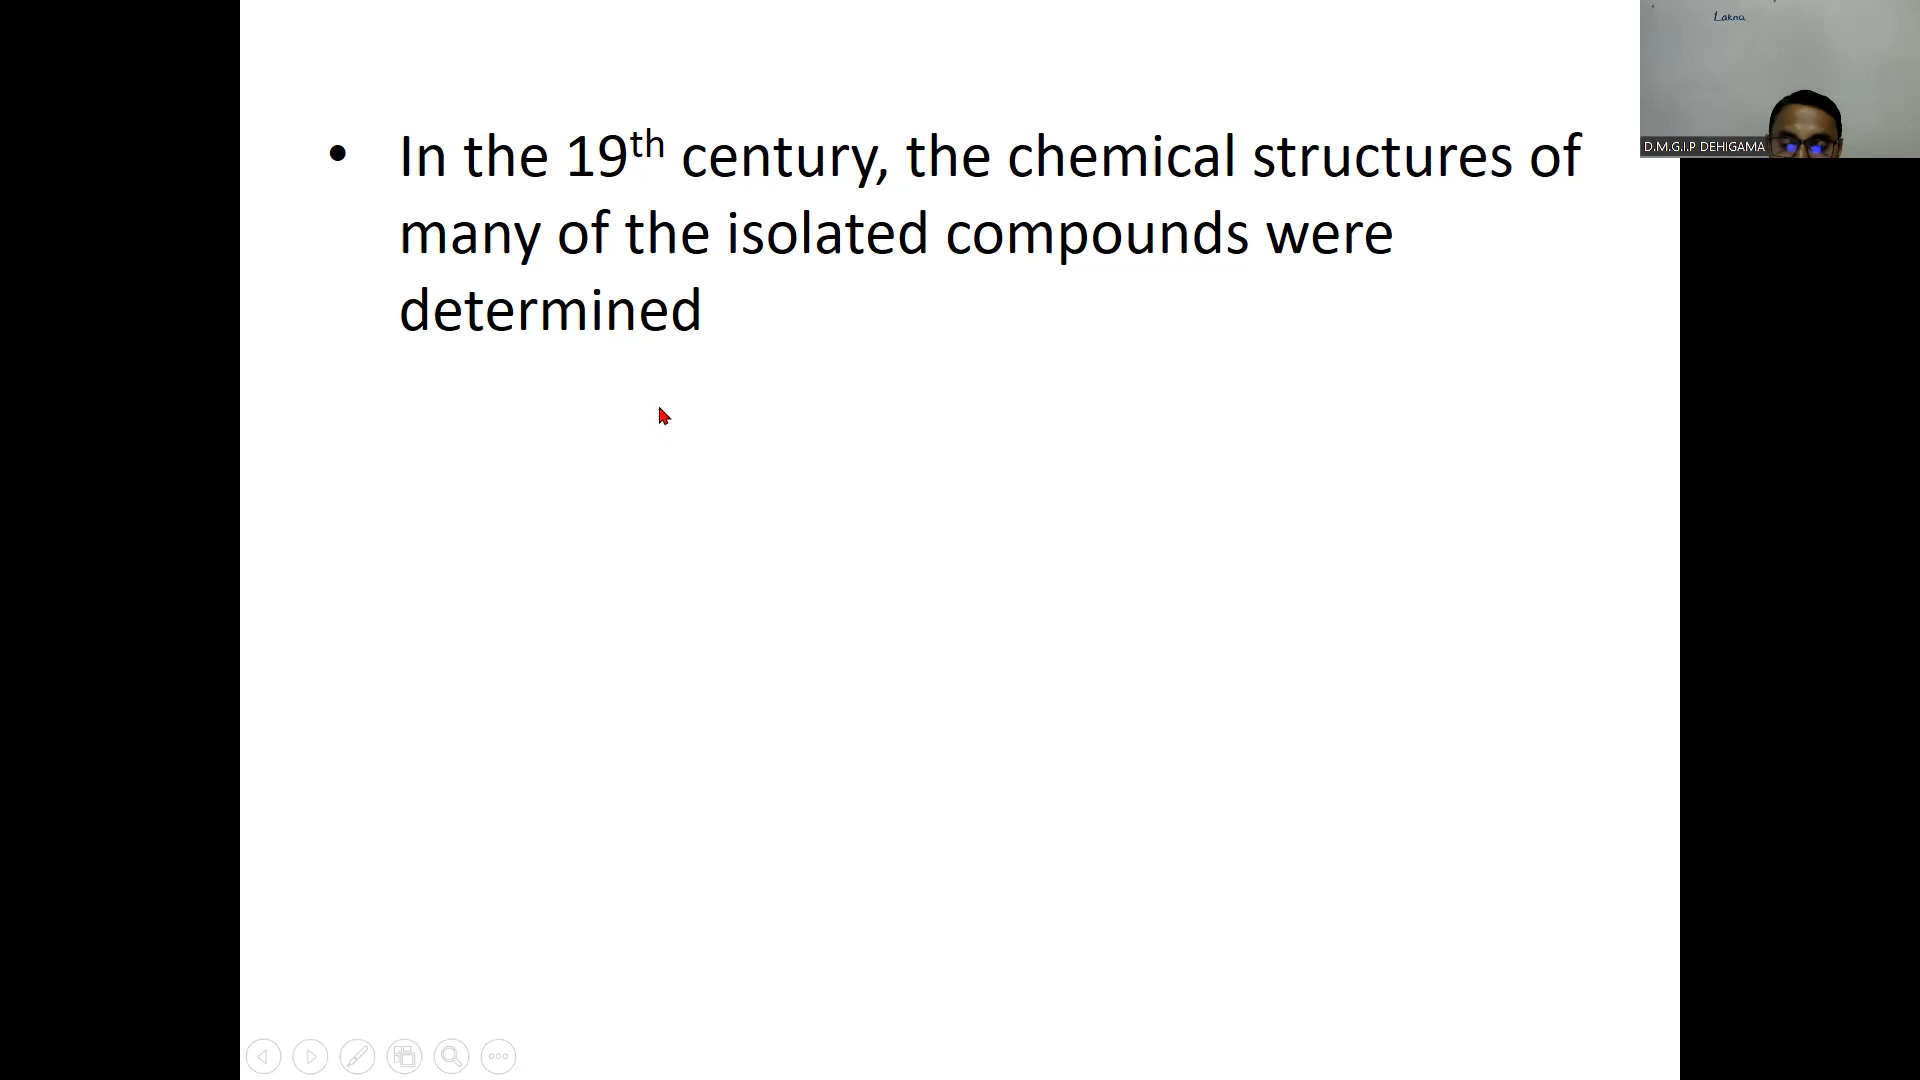 • In the 19th century, the chemical structures of
many of the isolated compounds were
determined
Lakna
D.M.G.I.P DEHIGAMA